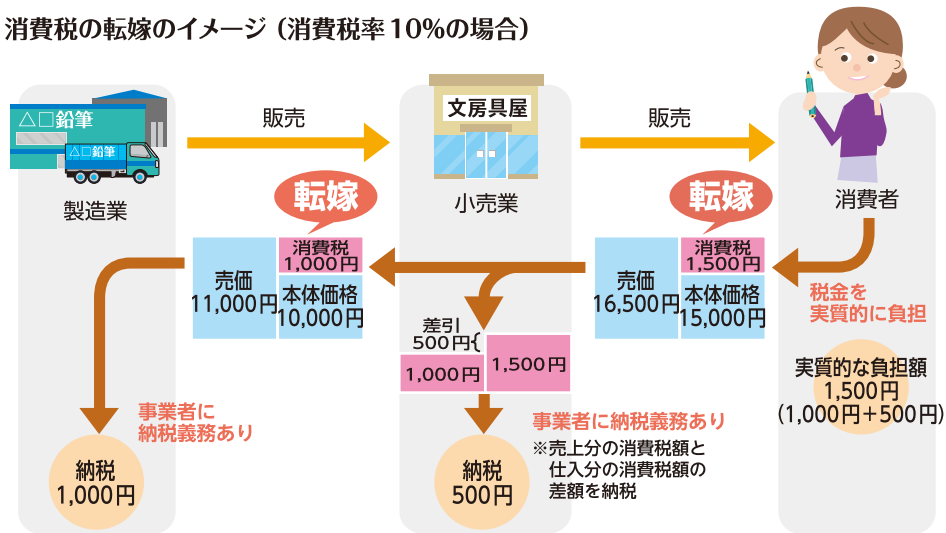 消費税の転嫁のイメージ（消費税率10%の場合）
△□鉛筆
△□鉛筆
製造業
販売
文房具屋
小売業
販売
消費者
転嫁
売価
11,000円
消費税
1,000円
本体価格
10,000円
転嫁
売価
16,500円
消費税
1,500円
本体価格
15,000円
税金を
実質的に負担
差引
500円{
1,000円
1,500円
実質的な負担額
1,500円
（1,000円＋500円）
事業者に
納税義務あり
納税
1,000円
納税
500円
事業者に納税義務あり
※売上分の消費税額と
仕入分の消費税額の
差額を納税